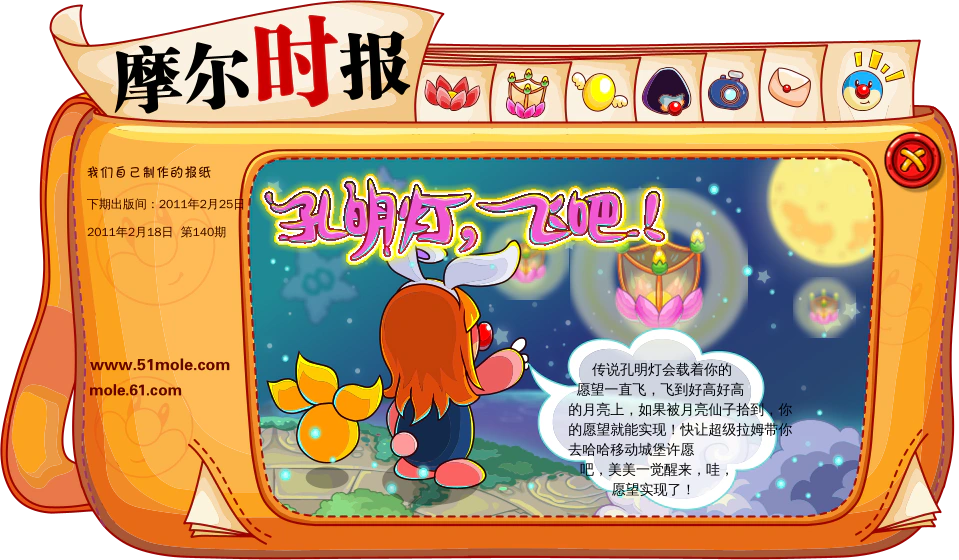 摩尔时报
我们自己制作的报纸
下期出版间：2011年2月25日
2011年2月18日 第140期
www.51mole.com
mole.61.com
孔明灯，飞吧！
传说孔明灯会载着你的
愿望一直飞，飞到好高好高
的月亮上，如果被月亮仙子拾到，你
的愿望就能实现！快让超级拉姆带你
去哈哈移动城堡许愿
吧，美美一觉醒来，哇，
愿望实现了！